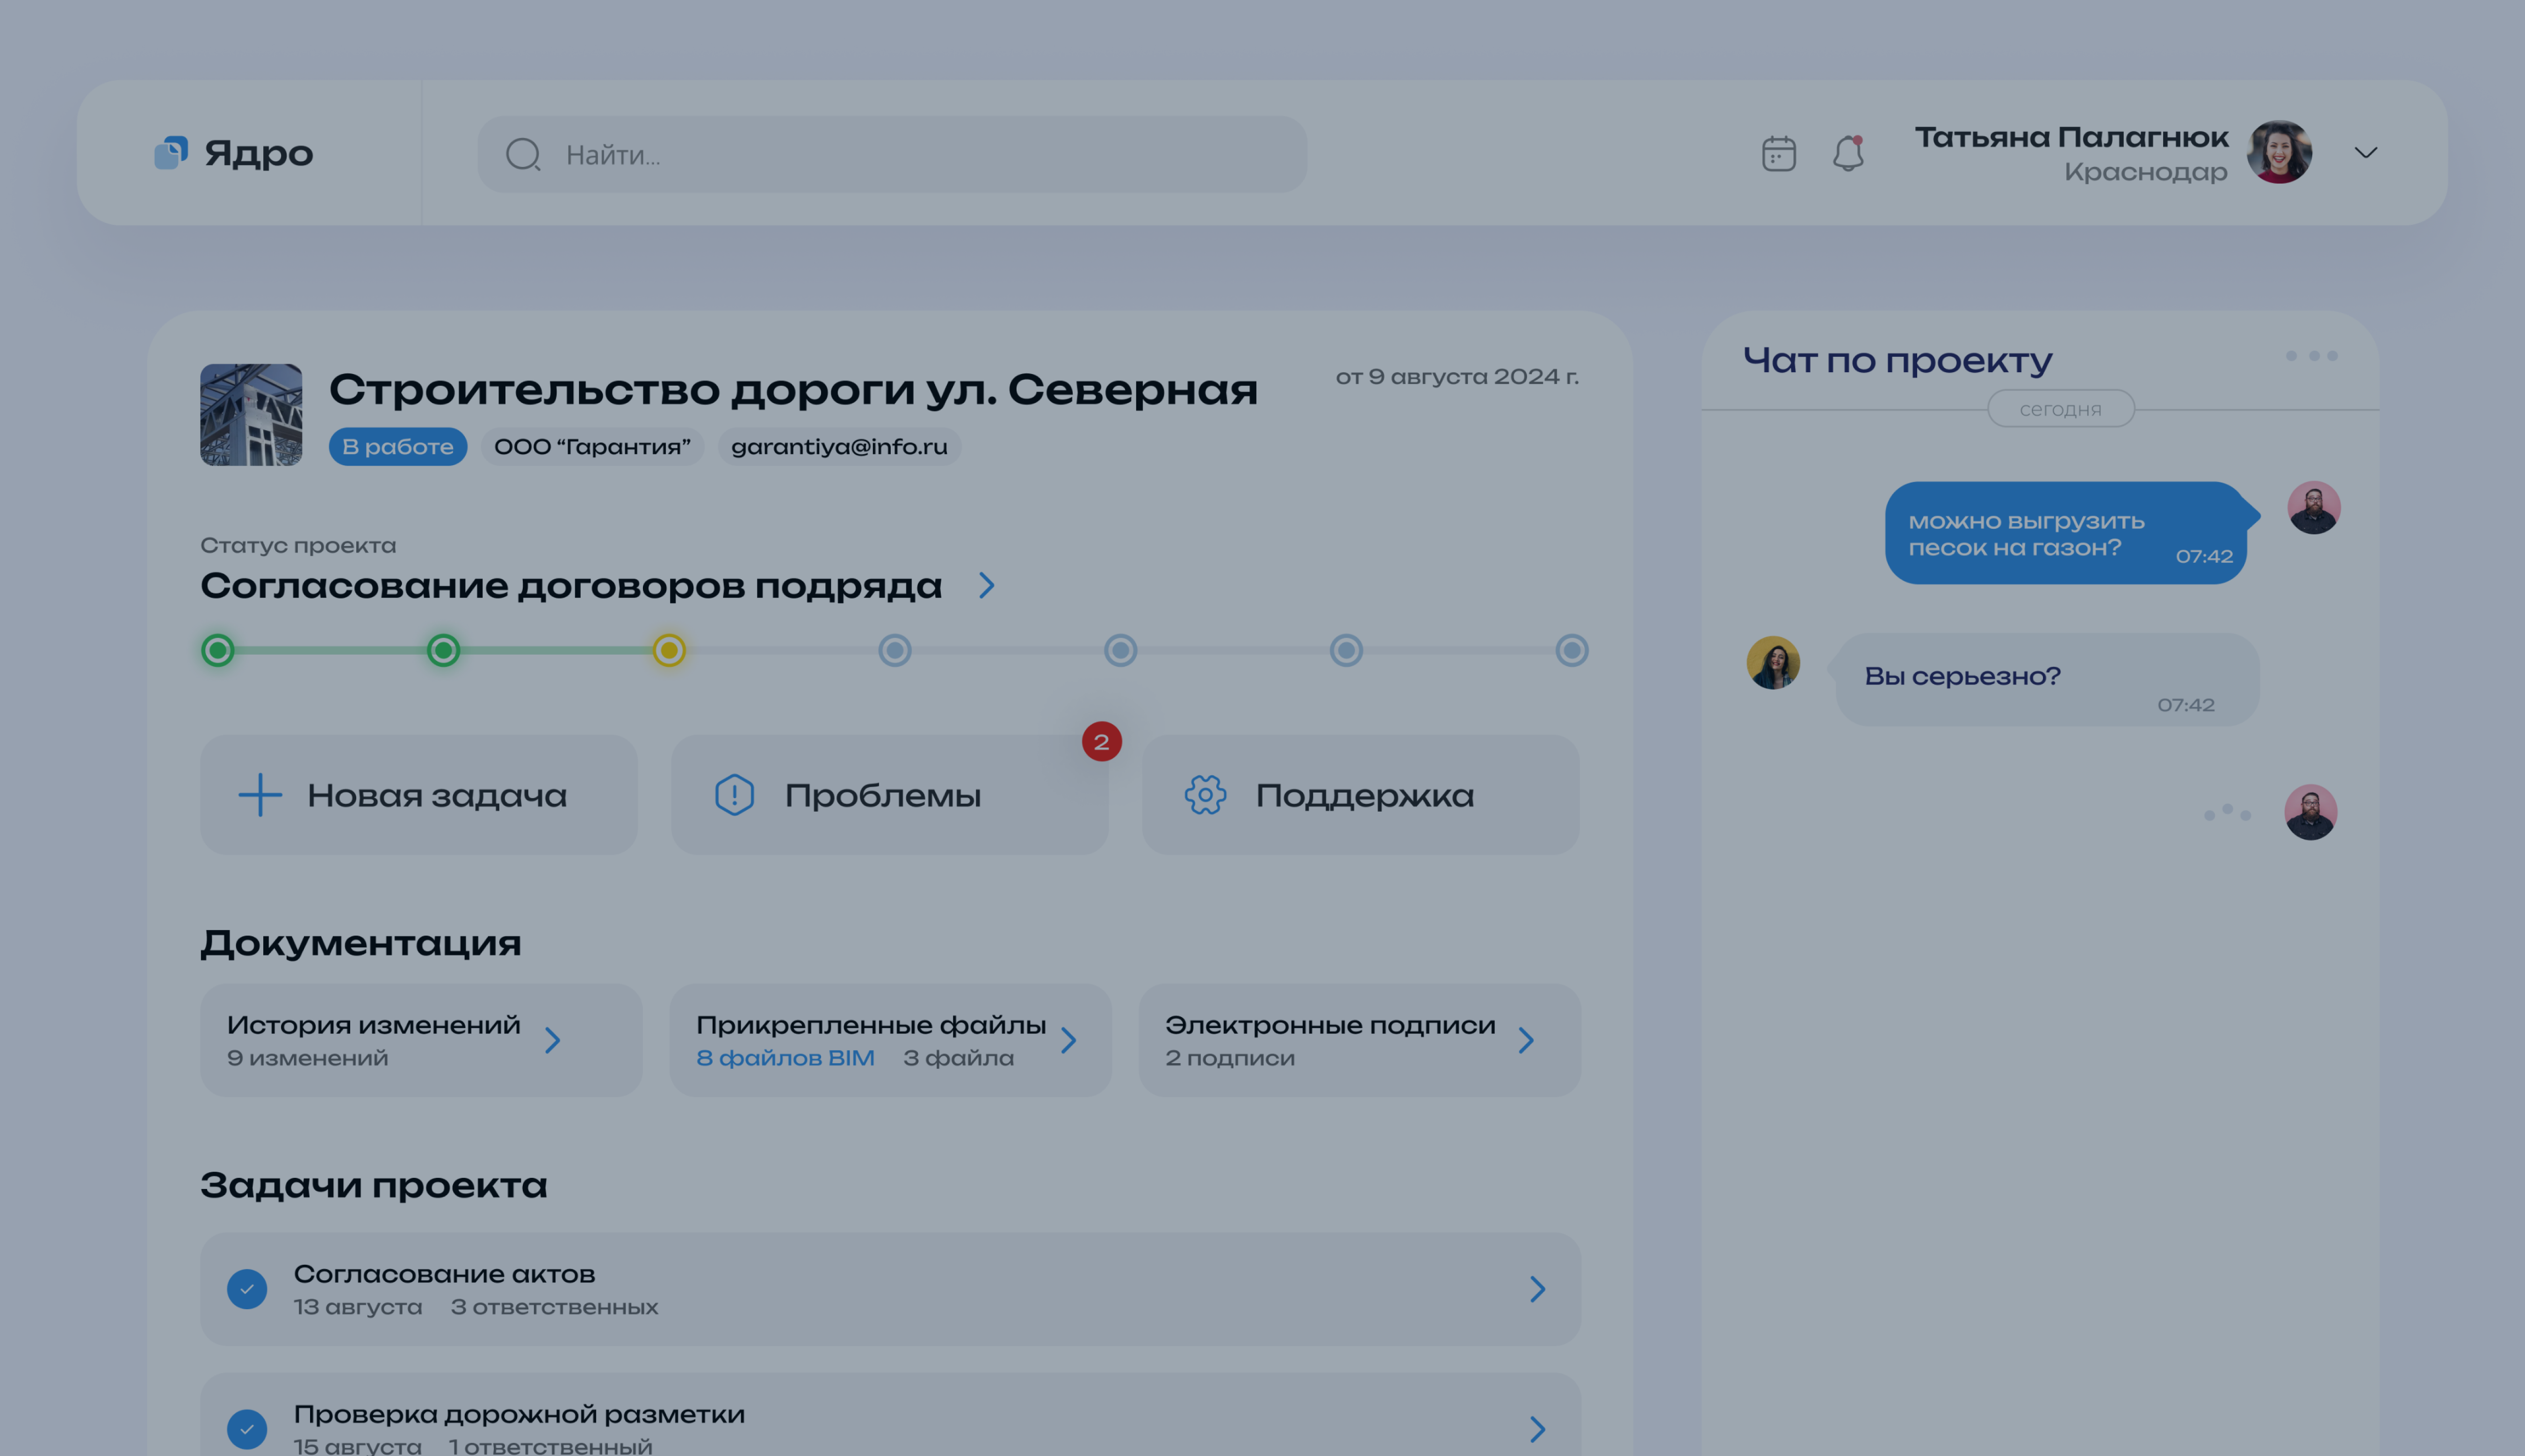 Ядро
Найти...
Татьяна Палагнюк
Краснодар
Строительство дороги ул. Северная
от 9 августа 2024 г.
В работе
ООО “Гарантия”
garantiya@info.ru
Статус проекта
Согласование договоров подряда
Новая задача
Проблемы
2
Поддержка
Документация
История изменений
9 изменений
Прикрепленные файлы
8 файлов BIM 3 файла
Электронные подписи
2 подписи
Задачи проекта
Согласование актов
13 августа 3 ответственных
Проверка дорожной разметки
15 августа 1 ответственный
Чат по проекту
сегодня
можно выгрузить
песок на газон?
07:42
Вы серьезно?
07:42